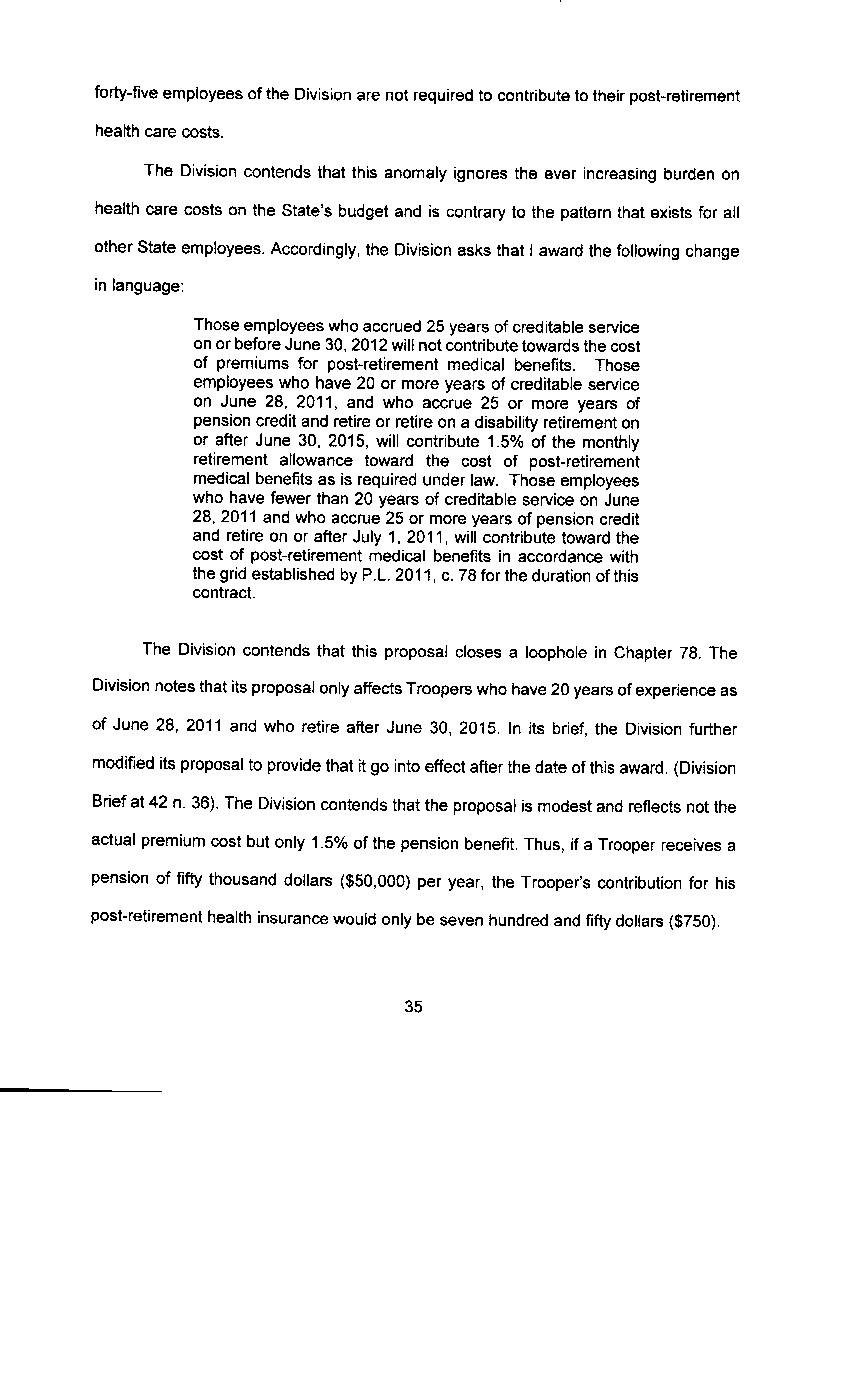 forty-five employees of the Division are not required to contribute to their post-retirement
health care costs.
The Division contends that this anomaly ignores the ever increasing burden on
health care costs on the State's budget and is contrary to the pattern that exists for all
other State employees. Accordingly, the Division asks that I award the following change
in language:
Those employees who accrued 25 years of creditable service
on or before June 30, 2012 will not contribute towards the cost
of premiums for post-retirement medical benefits. Those
employees who have 20 or more years of creditable service
on June 28, 2011, and who accrue 25 or more years of
pension credit and retire or retire on a disability retirement on
or after June 30, 2015, will contribute 1.5% of the monthly
retirement allowance toward the cost of post-retirement
medical benefits as is required under law. Those employees
who have fewer than 20 years of creditable service on June
28, 2011 and who accrue 25 or more years of pension credit
and retire on or after July 1, 2011, will contribute toward the
cost of post-retirement medical benefits in accordance with
the grid established by P.L. 2011, c. 78 for the duration of this
contract.
The Division contends that this proposal closes a loophole in Chapter 78. The
Division notes that its proposal only affects Troopers who have 20 years of experience as
of June 28, 2011 and who retire after June 30, 2015. In its brief, the Division further
modified its proposal to provide that it go into effect after the date of this award. (Division
Brief at 42 n. 36). The Division contends that the proposal is modest and reflects not the
actual premium cost but only 1.5% of the pension benefit. Thus, if a Trooper receives a
pension of fifty thousand dollars ($50,000) per year, the Trooper's contribution for his
post-retirement health insurance would only be seven hundred and fifty dollars ($750).
35